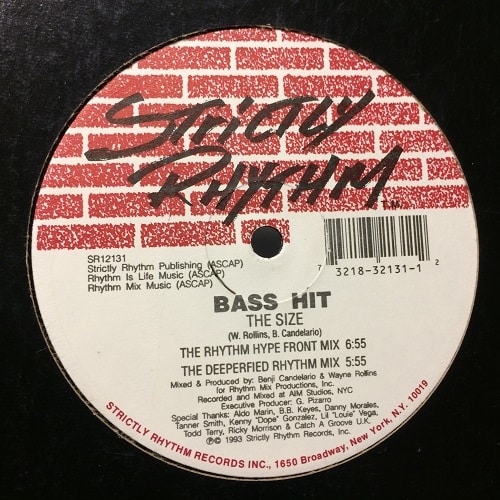 STRICTLY
RHYTHM
T.M.
SR12131
Strictly Rhythm Publishing (ASCAP)
Rhythm Is Life Music (ASCAP)
Rhythm Mix Music (ASCAP)
7 73218-32131-1 2
BASS HIT
THE SIZE
(W. Rollins, B. Candelario)
THE RHYTHM HYPE FRONT MIX 6:55
THE DEEPERFIED RHYTHM MIX 5:55
Mixed & Produced by: Benji Candelario & Wayne Rollins
for Rhythm Mix Productions, Inc.
Recorded and Mixed at AIM Studios, NYC
Executive Producer: G. Pizarro
Special Thanks: Aldo Marin, B.B. Keyes, Danny Morales,
Tanner Smith, Kenny "Dope" Gonzalez, Lil "Louie" Vega,
Todd Terry, Ricky Morrison & Catch A Groove U.K.
℗© 1993 Strictly Rhythm Records, Inc.
STRICTLY RHYTHM RECORDS INC., 1650 Broadway, New York, N.Y. 10019